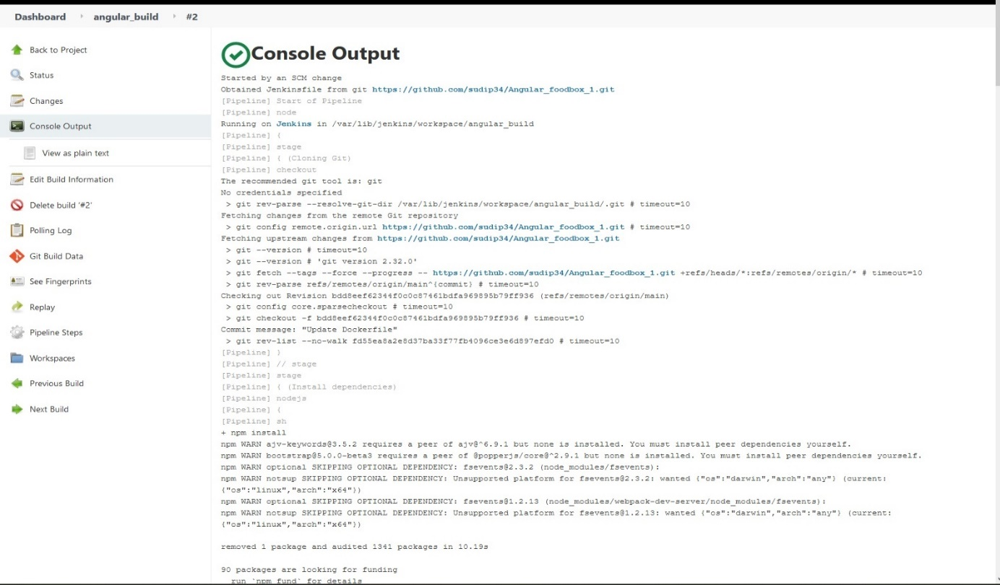 Dashboard angular_build #2
Back to Project
Status
Changes
Console Output
View as plain text
Edit Build Information
Delete build '#2'
Polling Log
Git Build Data
See Fingerprints
Replay
Pipeline Steps
Workspaces
Previous Build
Next Build
Console Output
Started by an SCM change
Obtained Jenkinsfile from git https://github.com/sudip34/Angular_foodbox_1.git
[Pipeline] Start of Pipeline
[Pipeline] node
Running on Jenkins in /var/lib/jenkins/workspace/angular_build
[Pipeline] {
[Pipeline] stage
[Pipeline] { (Cloning Git)
[Pipeline] checkout
The recommended git tool is: git
No credentials specified
> git rev-parse --resolve-git-dir /var/lib/jenkins/workspace/angular_build/.git # timeout=10
Fetching changes from the remote Git repository
> git config remote.origin.url https://github.com/sudip34/Angular_foodbox_1.git # timeout=10
Fetching upstream changes from https://github.com/sudip34/Angular_foodbox_1.git
> git --version # timeout=10
> git --version # 'git version 2.32.0'
> git fetch --tags --force --progress -- https://github.com/sudip34/Angular_foodbox_1.git +refs/heads/*:refs/remotes/origin/* # timeout=10
> git rev-parse refs/remotes/origin/main^{commit} # timeout=10
Checking out Revision bdd8eef62344f0c0c87461bdfa969895b79ff936 (refs/remotes/origin/main)
> git config core.sparsecheckout # timeout=10
> git checkout -f bdd8eef62344f0c0c87461bdfa969895b79ff936 # timeout=10
Commit message: "Update Dockerfile"
> git rev-list --no-walk fd55ea8a2e8d37ba33f77fb4096ce3e6d897efd0 # timeout=10
[Pipeline] }
[Pipeline] // stage
[Pipeline] stage
[Pipeline] { (Install dependencies)
[Pipeline] nodejs
[Pipeline] {
[Pipeline] sh
+ npm install
npm WARN ajv-keywords@3.5.2 requires a peer of ajv@^6.9.1 but none is installed. You must install peer dependencies yourself.
npm WARN bootstrap@5.0.0-beta3 requires a peer of @popperjs/core@^2.9.1 but none is installed. You must install peer dependencies yourself.
npm WARN optional SKIPPING OPTIONAL DEPENDENCY: fsevents@2.3.2 (node_modules/fsevents):
npm WARN notsup SKIPPING OPTIONAL DEPENDENCY: Unsupported platform for fsevents@2.3.2: wanted {"os":"darwin","arch":"any"} (current:
{"os":"linux","arch":"x64"})
npm WARN optional SKIPPING OPTIONAL DEPENDENCY: fsevents@1.2.13 (node_modules/webpack-dev-server/node_modules/fsevents):
npm WARN notsup SKIPPING OPTIONAL DEPENDENCY: Unsupported platform for fsevents@1.2.13: wanted {"os":"darwin","arch":"any"} (current:
{"os":"linux","arch":"x64"})
removed 1 package and audited 1341 packages in 10.19s
90 packages are looking for funding
run `npm fund` for details